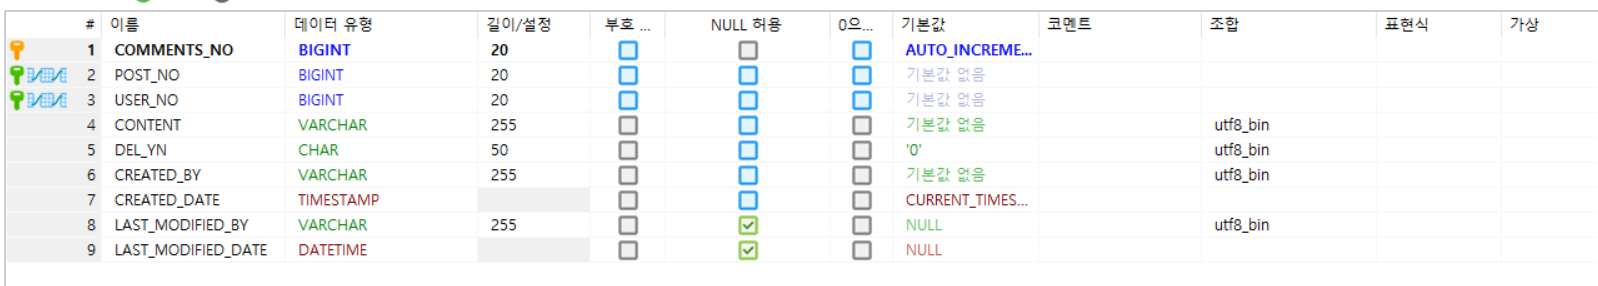 # 이름 데이터 유형 길이/설정 부호 ... NULL 허용 0으... 기본값 코멘트 조합 표현식 가상
1 COMMENTS_NO BIGINT 20 AUTO_INCREME...
2 POST_NO BIGINT 20 기본값 없음
3 USER_NO BIGINT 20 기본값 없음
4 CONTENT VARCHAR 255 기본값 없음 utf8_bin
5 DEL_YN CHAR 50 '0' utf8_bin
6 CREATED_BY VARCHAR 255 기본값 없음 utf8_bin
7 CREATED_DATE TIMESTAMP CURRENT_TIMES...
8 LAST_MODIFIED_BY VARCHAR 255 NULL utf8_bin
9 LAST_MODIFIED_DATE DATETIME NULL